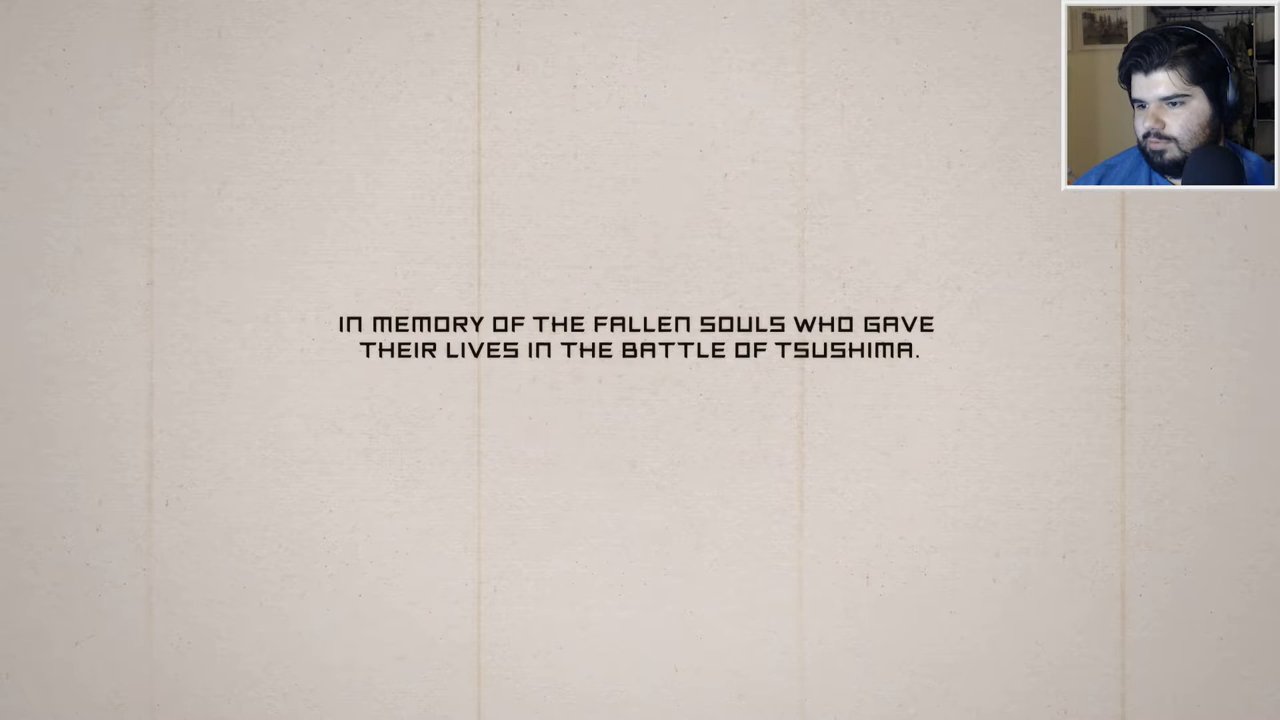 IN MEMORY OF THE FALLEN SOULS WHO GAVE
THEIR LIVES IN THE BATTLE OF TSUSHIMA.